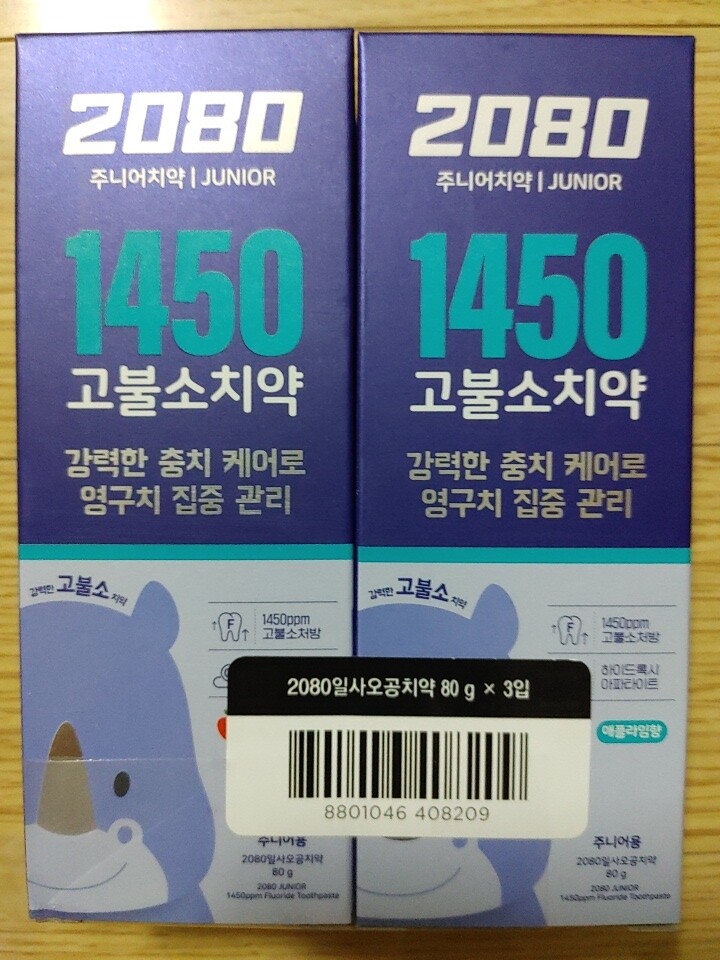 2080
주니어치약 | JUNIOR
1450
고불소치약
강력한 충치 케어로
영구치 집중 관리
강력한 고불소 치약
F
1450ppm
고불소처방
주니어용
2080일사오공치약
80 g
2080 JUNIOR
1450ppm Fluoride Toothpaste
2080
주니어치약 | JUNIOR
1450
고불소치약
강력한 충치 케어로
영구치 집중 관리
강력한 고불소 치약
F
1450ppm
고불소처방
하이드록시
아파타이트
애플라임향
주니어용
2080일사오공치약
80 g
2080 JUNIOR
1450ppm Fluoride Toothpaste
2080일사오공치약 80 g × 3입
8801046 408209